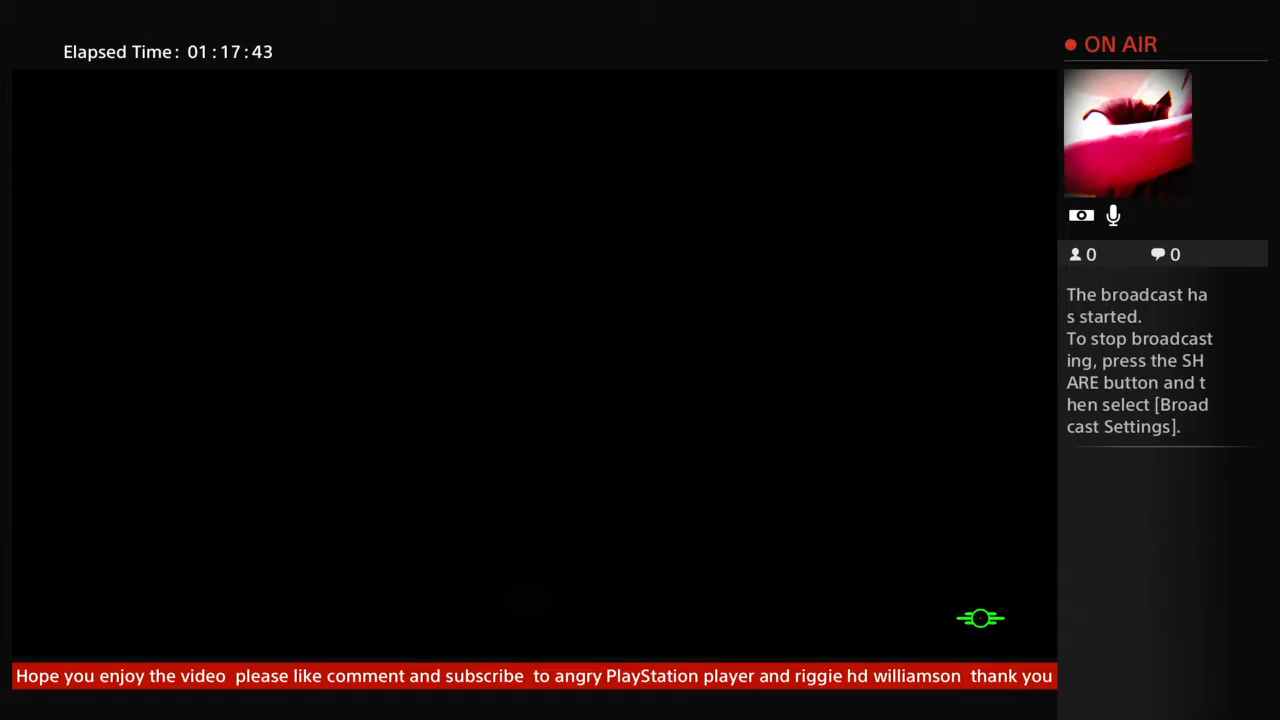 Elapsed Time: 01:17:43
ON AIR
0 0
The broadcast ha
s started.
To stop broadcast
ing, press the SH
ARE button and t
hen select [Broad
cast Settings].
Hope you enjoy the video  please like comment and subscribe  to angry PlayStation player and riggie hd williamson  thank you